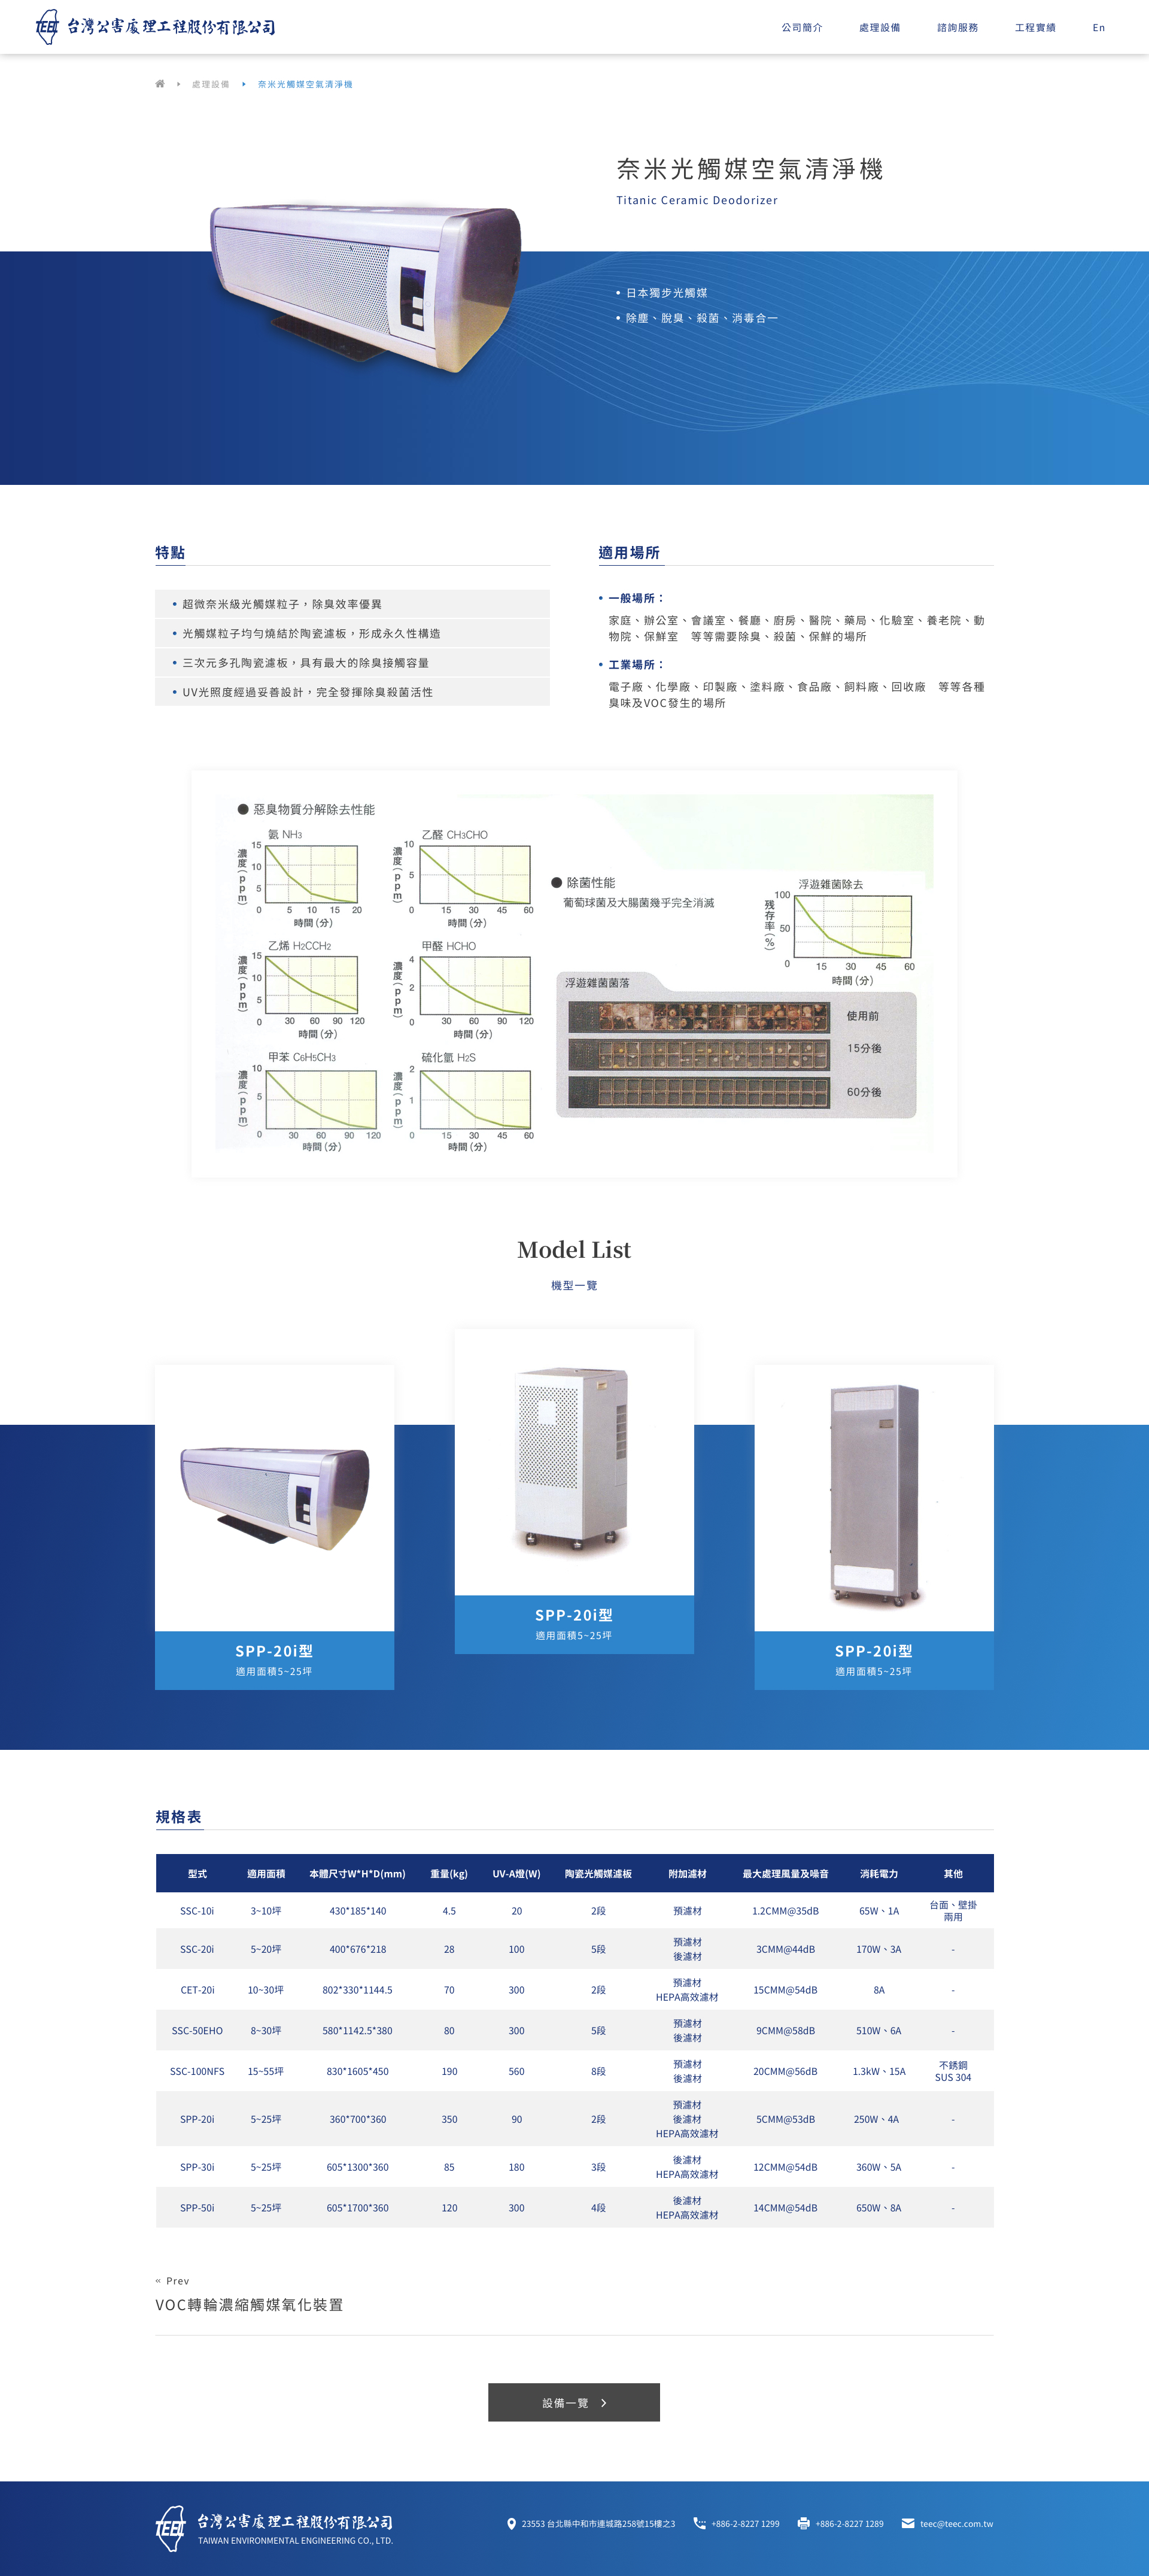 TEEC 台灣公害處理工程股份有限公司
公司簡介 處理設備 諮詢服務 工程實績 En
處理設備 奈米光觸媒空氣清淨機
奈米光觸媒空氣清淨機
Titanic Ceramic Deodorizer
日本獨步光觸媒
除塵、脫臭、殺菌、消毒合一
特點
超微奈米級光觸媒粒子，除臭效率優異
光觸媒粒子均勻燒結於陶瓷濾板，形成永久性構造
三次元多孔陶瓷濾板，具有最大的除臭接觸容量
UV光照度經過妥善設計，完全發揮除臭殺菌活性
適用場所
一般場所：
家庭、辦公室、會議室、餐廳、廚房、醫院、藥局、化驗室、養老院、動
物院、保鮮室 等等需要除臭、殺菌、保鮮的場所
工業場所：
電子廠、化學廠、印製廠、塗料廠、食品廠、飼料廠、回收廠 等等各種
臭味及VOC發生的場所
● 惡臭物質分解除去性能
氨 NH3
濃度(ppm)
15
10
5
0 5 10 15 20
時間(分)
乙醛 CH3CHO
濃度(ppm)
10
5
0 15 30 45 60
時間(分)
乙烯 H2CCH2
濃度(ppm)
15
10
5
0 30 60 90 120
時間(分)
甲醛 HCHO
濃度(ppm)
4
2
0 15 30 45 60
時間(分)
甲苯 C6H5CH3
濃度(ppm)
10
5
0 30 60 90 120
時間(分)
硫化氫 H2S
濃度(ppm)
2
1
0 15 30 45 60
時間(分)
● 除菌性能
葡萄球菌及大腸菌幾乎完全消滅
浮遊雜菌除去
残存率(%)
100
50
0 15 30 45 60
時間(分)
浮遊雜菌菌落
使用前
15分後
60分後
Model List
機型一覽
SPP-20i型
適用面積5~25坪
SPP-20i型
適用面積5~25坪
SPP-20i型
適用面積5~25坪
規格表
型式 適用面積 本體尺寸W*H*D(mm) 重量(kg) UV-A燈(W) 陶瓷光觸媒濾板 附加濾材 最大處理風量及噪音 消耗電力 其他
SSC-10i 3~10坪 430*185*140 4.5 20 2段 預濾材 1.2CMM@35dB 65W、1A 台面、壁掛
兩用
SSC-20i 5~20坪 400*676*218 28 100 5段 預濾材
後濾材 3CMM@44dB 170W、3A -
CET-20i 10~30坪 802*330*1144.5 70 300 2段 預濾材
HEPA高效濾材 15CMM@54dB 8A -
SSC-50EHO 8~30坪 580*1142.5*380 80 300 5段 預濾材
後濾材 9CMM@58dB 510W、6A -
SSC-100NFS 15~55坪 830*1605*450 190 560 8段 預濾材
後濾材 20CMM@56dB 1.3kW、15A 不銹鋼
SUS 304
SPP-20i 5~25坪 360*700*360 350 90 2段 預濾材
後濾材
HEPA高效濾材 5CMM@53dB 250W、4A -
SPP-30i 5~25坪 605*1300*360 85 180 3段 後濾材
HEPA高效濾材 12CMM@54dB 360W、5A -
SPP-50i 5~25坪 605*1700*360 120 300 4段 後濾材
HEPA高效濾材 14CMM@54dB 650W、8A -
« Prev
VOC轉輪濃縮觸媒氧化裝置
設備一覽
TEEC 台灣公害處理工程股份有限公司
TAIWAN ENVIRONMENTAL ENGINEERING CO., LTD.
23553 台北縣中和市連城路258號15樓之3 +886-2-8227 1299 +886-2-8227 1289 teec@teec.com.tw